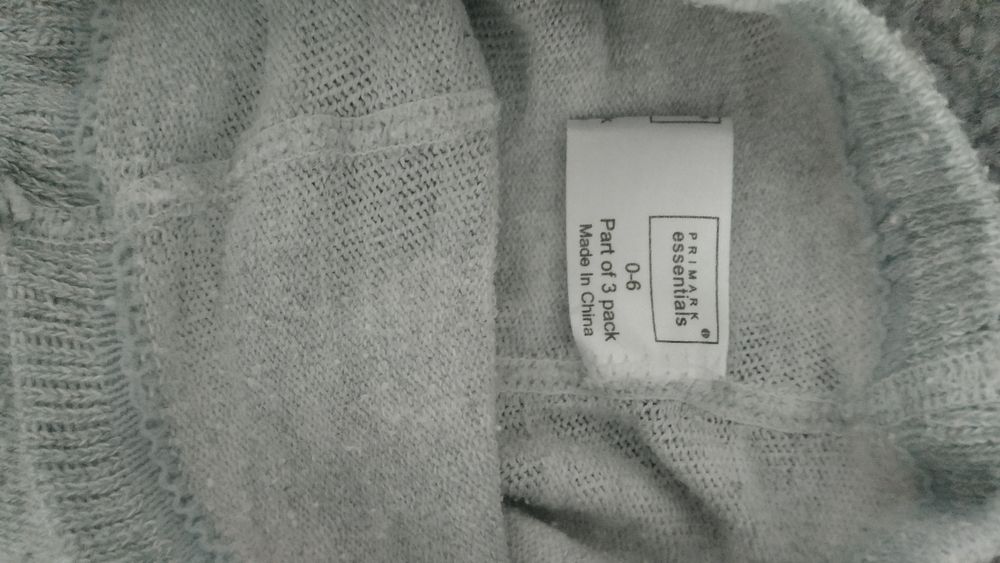 PRIMARK
essentials
0-6
Part of 3 pack
Made In China